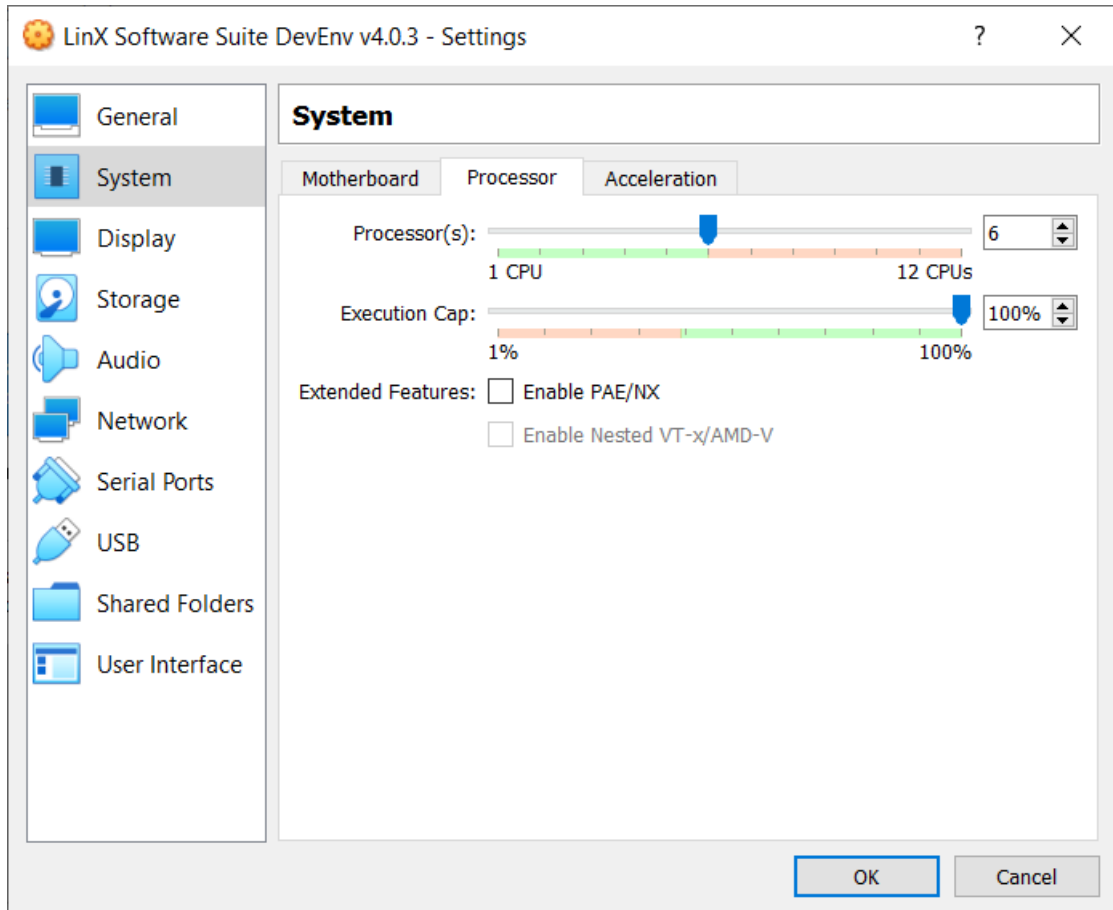 LinX Software Suite DevEnv v4.0.3 - Settings
?
General
System
Display
Storage
Audio
Network
Serial Ports
USB
Shared Folders
User Interface
System
Motherboard Processor Acceleration
Processor(s): 6
1 CPU 12 CPUs
Execution Cap: 100%
1% 100%
Extended Features: Enable PAE/NX
Enable Nested VT-x/AMD-V
OK Cancel